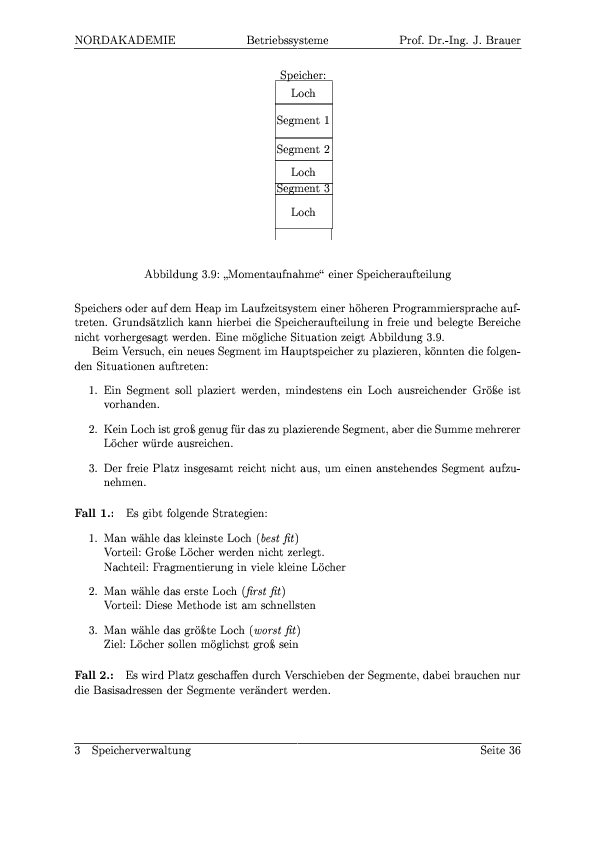 NORDAKADEMIE Betriebssysteme Prof. Dr.-Ing. J. Brauer
Speicher:
Loch
Segment 1
Segment 2
Loch
Segment 3
Loch
Abbildung 3.9: „Momentaufnahme“ einer Speicheraufteilung
Speichers oder auf dem Heap im Laufzeitsystem einer höheren Programmiersprache auf-
treten. Grundsätzlich kann hierbei die Speicheraufteilung in freie und belegte Bereiche
nicht vorhergesagt werden. Eine mögliche Situation zeigt Abbildung 3.9.
Beim Versuch, ein neues Segment im Hauptspeicher zu plazieren, könnten die folgen-
den Situationen auftreten:
1. Ein Segment soll plaziert werden, mindestens ein Loch ausreichender Größe ist
vorhanden.
2. Kein Loch ist groß genug für das zu plazierende Segment, aber die Summe mehrerer
Löcher würde ausreichen.
3. Der freie Platz insgesamt reicht nicht aus, um einen anstehendes Segment aufzu-
nehmen.
Fall 1.: Es gibt folgende Strategien:
1. Man wähle das kleinste Loch (best fit)
Vorteil: Große Löcher werden nicht zerlegt.
Nachteil: Fragmentierung in viele kleine Löcher
2. Man wähle das erste Loch (first fit)
Vorteil: Diese Methode ist am schnellsten
3. Man wähle das größte Loch (worst fit)
Ziel: Löcher sollen möglichst groß sein
Fall 2.: Es wird Platz geschaffen durch Verschieben der Segmente, dabei brauchen nur
die Basisadressen der Segmente verändert werden.
3 Speicherverwaltung Seite 36